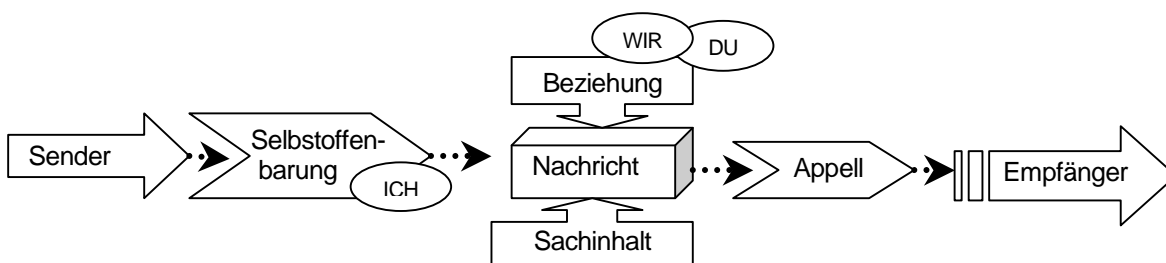 WIR
DU
Beziehung
Sender
Selbstoffen-
barung
ICH
Nachricht
Appell
Empfänger
Sachinhalt